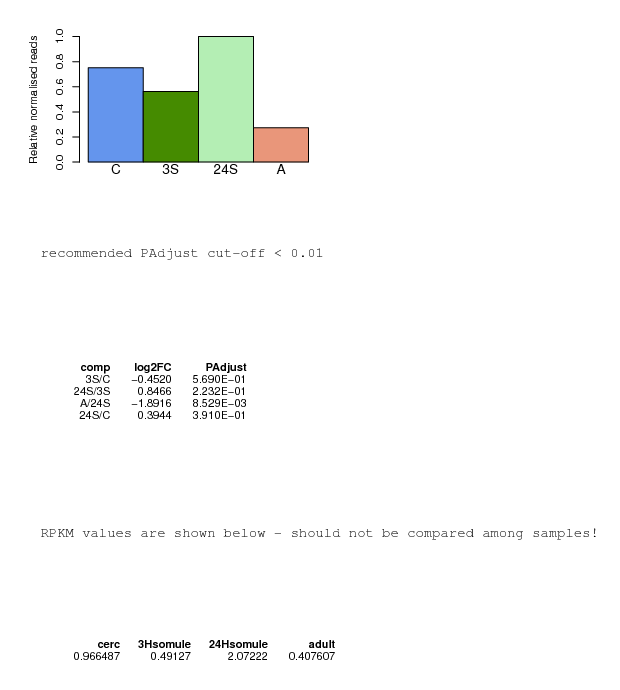 Relative normalised reads
1.0
0.8
0.6
0.4
0.2
0.0
C 3S 24S A
recommended PAdjust cut-off < 0.01
comp log2FC PAdjust
3S/C −0.4520 5.690E−01
24S/3S 0.8466 2.232E−01
A/24S −1.8916 8.529E−03
24S/C 0.3944 3.910E−01
RPKM values are shown below - should not be compared among samples!
cerc 3Hsomule 24Hsomule adult
0.966487 0.49127 2.07222 0.407607